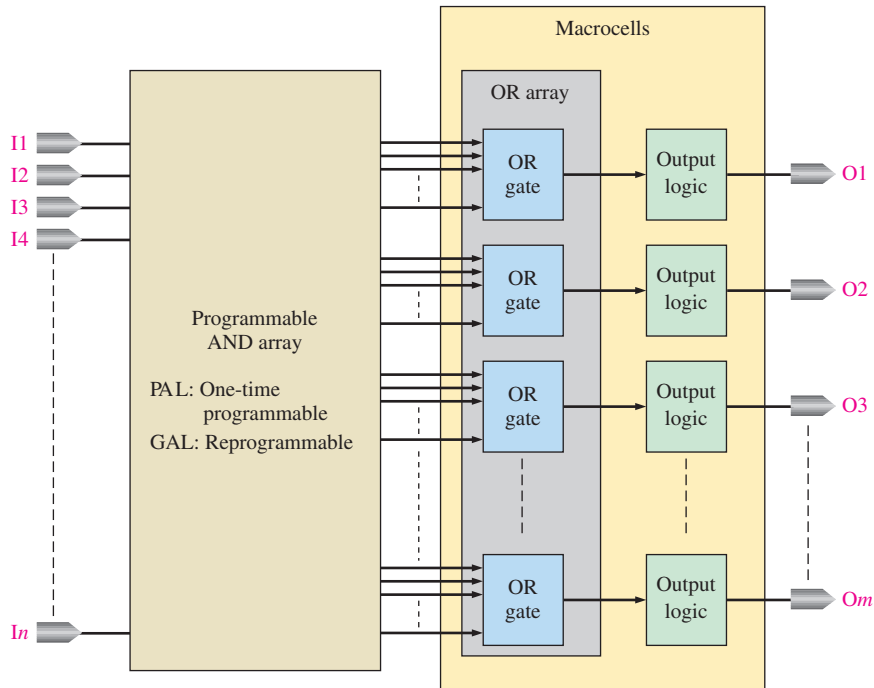 Macrocells
OR array
I1
I2
I3
I4
In
Programmable
AND array
PAL: One-time
programmable
GAL: Reprogrammable
OR
gate
Output
logic
O1
OR
gate
Output
logic
O2
OR
gate
Output
logic
O3
OR
gate
Output
logic
Om